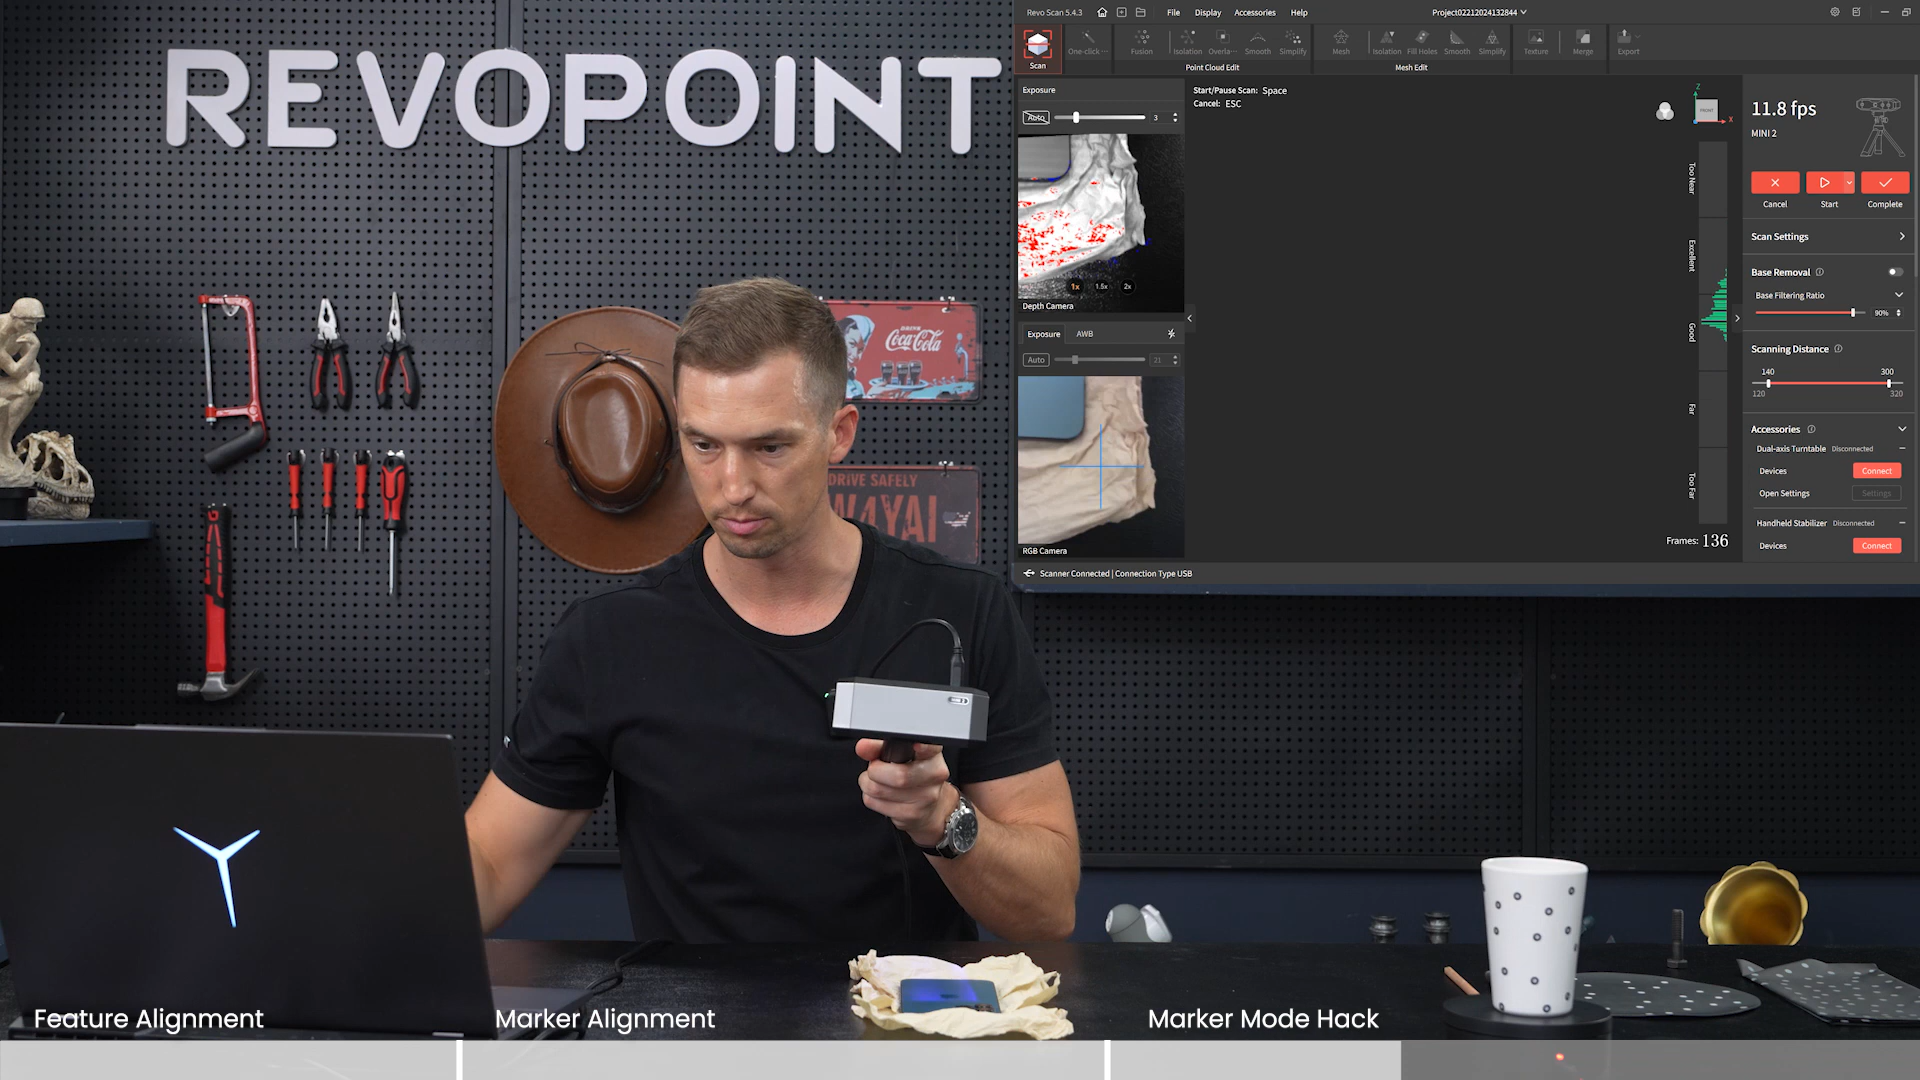 REVOPOINT
DRINK
Coca-Cola
DRIVE SAFELY
Revo Scan 5.4.3
File
Display
Accessories
Help
Project02212024132844
Scan
One-click ···
Fusion
Isolation
Overla···
Smooth
Simplify
Point Cloud Edit
Mesh
Isolation
Fill Holes
Smooth
Simplify
Mesh Edit
Texture
Merge
Export
Exposure
Auto
3
1x
1.5x
2x
Depth Camera
Exposure
AWB
Auto
21
RGB Camera
Start/Pause Scan: Space
Cancel: ESC
Z
FRONT
X
Too Near
Excellent
Good
Far
Too Far
Frames: 136
11.8 fps
MINI 2
Cancel
Start
Complete
Scan Settings
Base Removal
Base Filtering Ratio
90%
Scanning Distance
140
300
120
320
Accessories
Dual-axis Turntable Disconnected
Devices
Connect
Open Settings
Settings
Handheld Stabilizer Disconnected
Devices
Connect
Scanner Connected | Connection Type USB
Feature Alignment
Marker Alignment
Marker Mode Hack